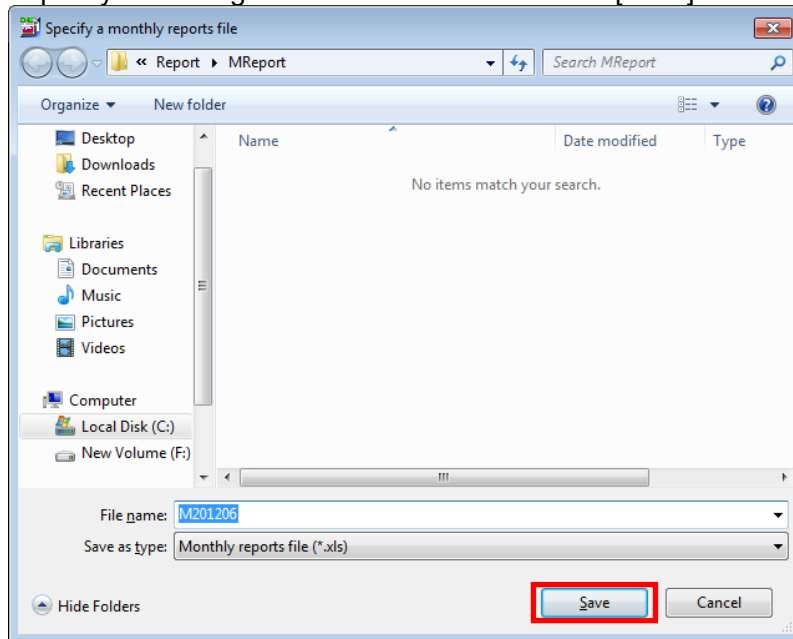 Specify a monthly reports file
« Report MReport
Search MReport
Organize New folder
Name Date modified Type
Desktop
Downloads
Recent Places
No items match your search.
Libraries
Documents
Music
Pictures
Videos
Computer
Local Disk (C:)
New Volume (F:)
File name: M201206
Save as type: Monthly reports file (*.xls)
Hide Folders
Save Cancel